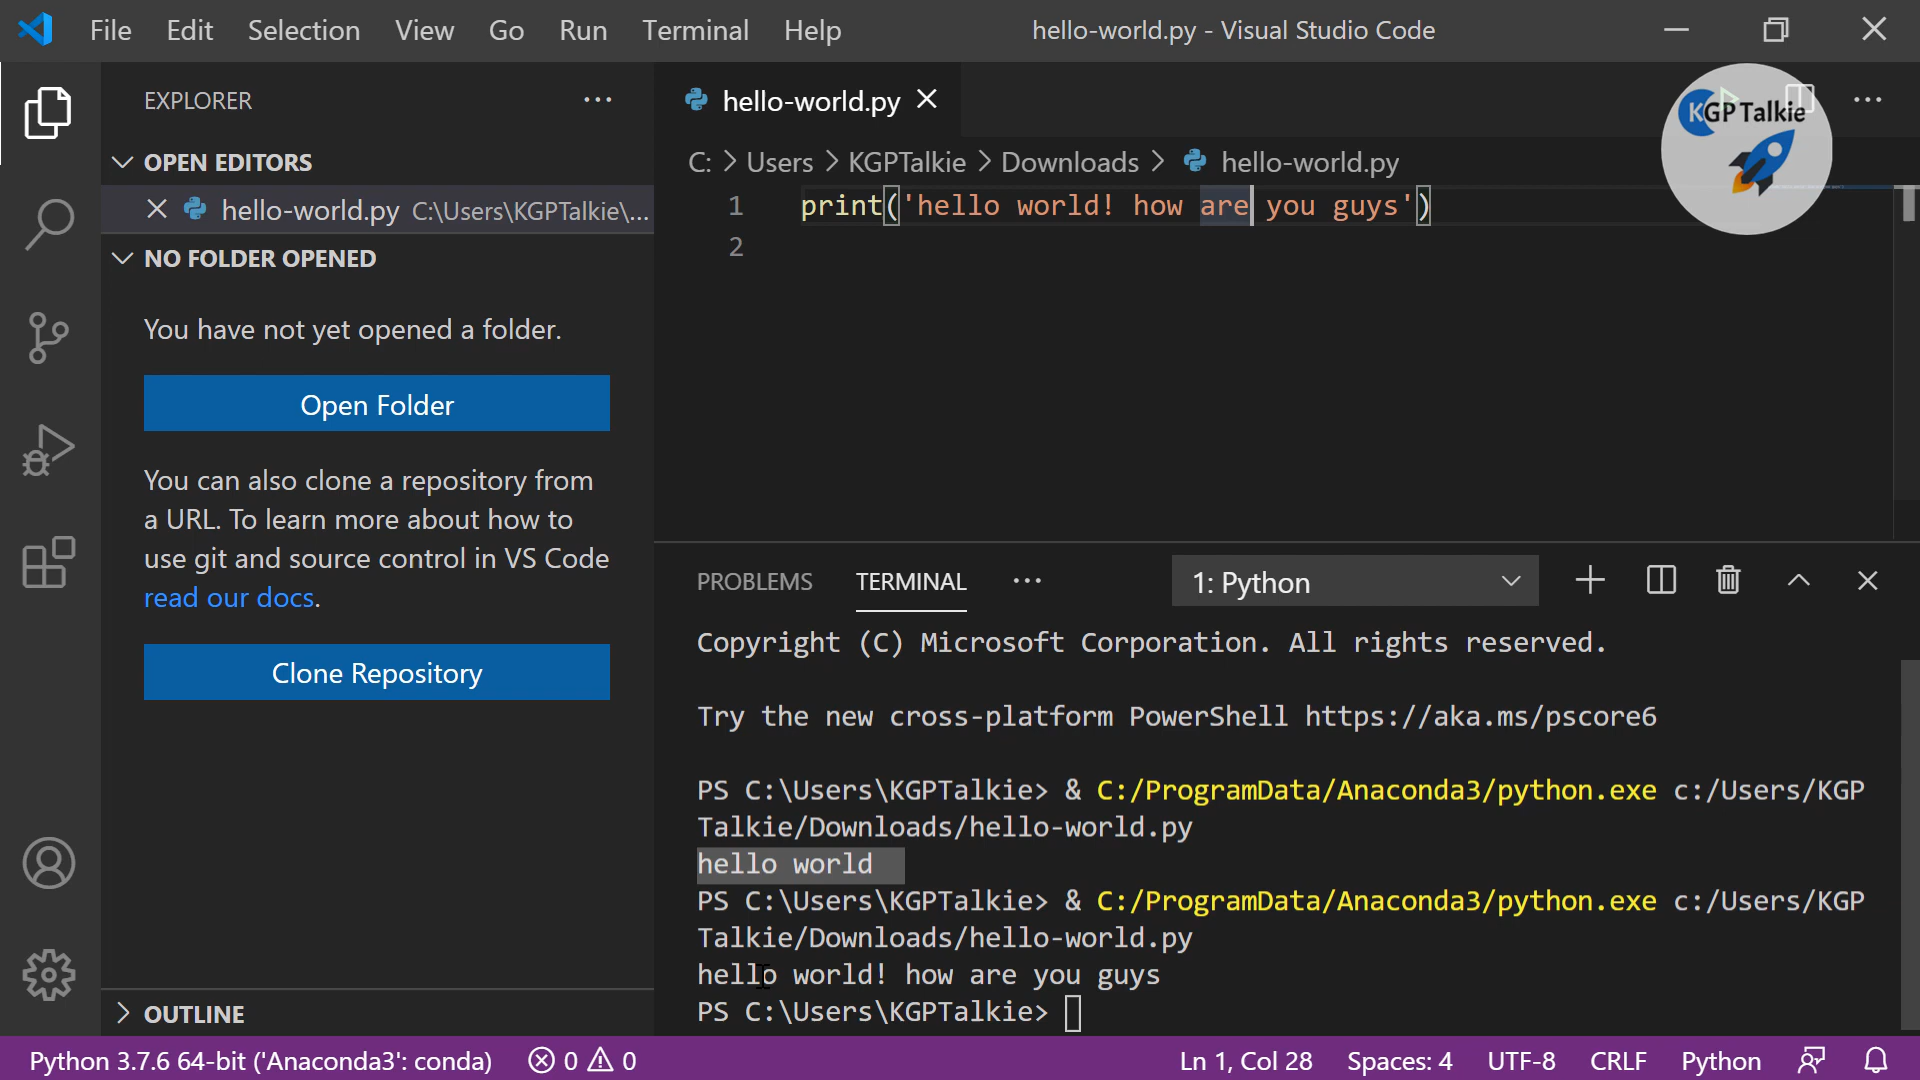 File Edit Selection View Go Run Terminal Help hello-world.py - Visual Studio Code
EXPLORER
OPEN EDITORS
hello-world.py C:\Users\KGPTalkie\...
NO FOLDER OPENED
You have not yet opened a folder.
Open Folder
You can also clone a repository from
a URL. To learn more about how to
use git and source control in VS Code
read our docs.
Clone Repository
OUTLINE
hello-world.py
KGP Talkie
C: > Users > KGPTalkie > Downloads > hello-world.py
1 print('hello world! how are you guys')
2
PROBLEMS TERMINAL ... 1: Python
Copyright (C) Microsoft Corporation. All rights reserved.
Try the new cross-platform PowerShell https://aka.ms/pscore6
PS C:\Users\KGPTalkie> & C:/ProgramData/Anaconda3/python.exe c:/Users/KGP
Talkie/Downloads/hello-world.py
hello world
PS C:\Users\KGPTalkie> & C:/ProgramData/Anaconda3/python.exe c:/Users/KGP
Talkie/Downloads/hello-world.py
hello world! how are you guys
PS C:\Users\KGPTalkie>
Python 3.7.6 64-bit ('Anaconda3': conda) 0 0 Ln 1, Col 28 Spaces: 4 UTF-8 CRLF Python